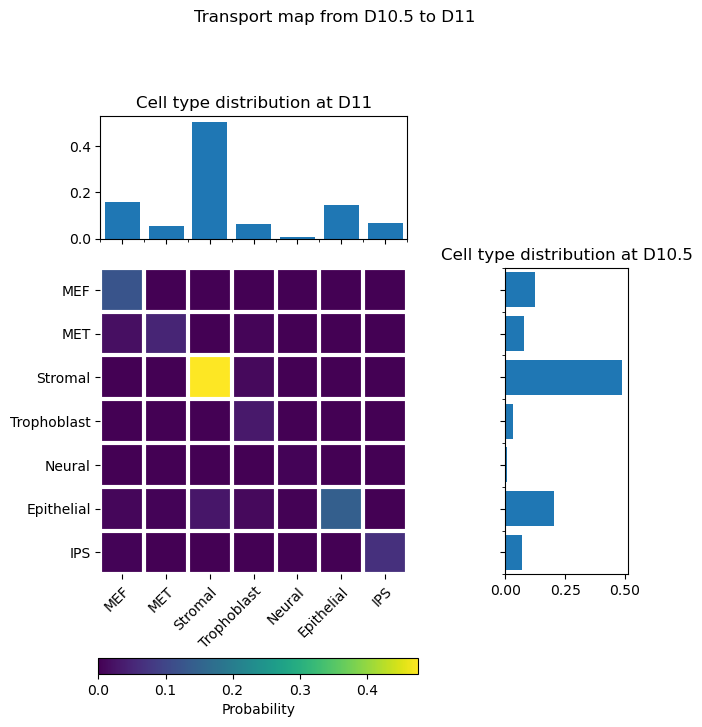 Transport map from D10.5 to D11
Cell type distribution at D11
0.4
0.2
0.0
Cell type distribution at D10.5
MEF
MET
Stromal
Trophoblast
Neural
Epithelial
IPS
0.00 0.25 0.50
MEF MET Stromal Trophoblast Neural Epithelial IPS
0.0 0.1 0.2 0.3 0.4
Probability